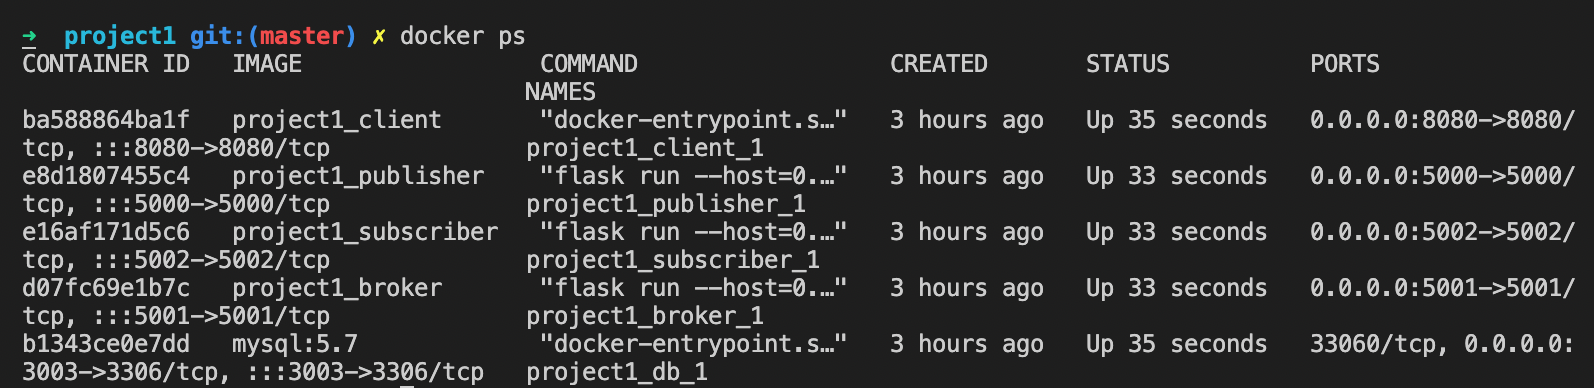 ➜  project1 git:(master) ✗ docker ps
CONTAINER ID   IMAGE                 COMMAND                  CREATED       STATUS          PORTS
                                    NAMES
ba588864ba1f   project1_client       "docker-entrypoint.s…"   3 hours ago   Up 35 seconds   0.0.0.0:8080->8080/
tcp, :::8080->8080/tcp              project1_client_1
e8d1807455c4   project1_publisher    "flask run --host=0.…"   3 hours ago   Up 33 seconds   0.0.0.0:5000->5000/
tcp, :::5000->5000/tcp              project1_publisher_1
e16af171d5c6   project1_subscriber   "flask run --host=0.…"   3 hours ago   Up 33 seconds   0.0.0.0:5002->5002/
tcp, :::5002->5002/tcp              project1_subscriber_1
d07fc69e1b7c   project1_broker       "flask run --host=0.…"   3 hours ago   Up 33 seconds   0.0.0.0:5001->5001/
tcp, :::5001->5001/tcp              project1_broker_1
b1343ce0e7dd   mysql:5.7             "docker-entrypoint.s…"   3 hours ago   Up 35 seconds   33060/tcp, 0.0.0.0:
3003->3306/tcp, :::3003->3306/tcp   project1_db_1